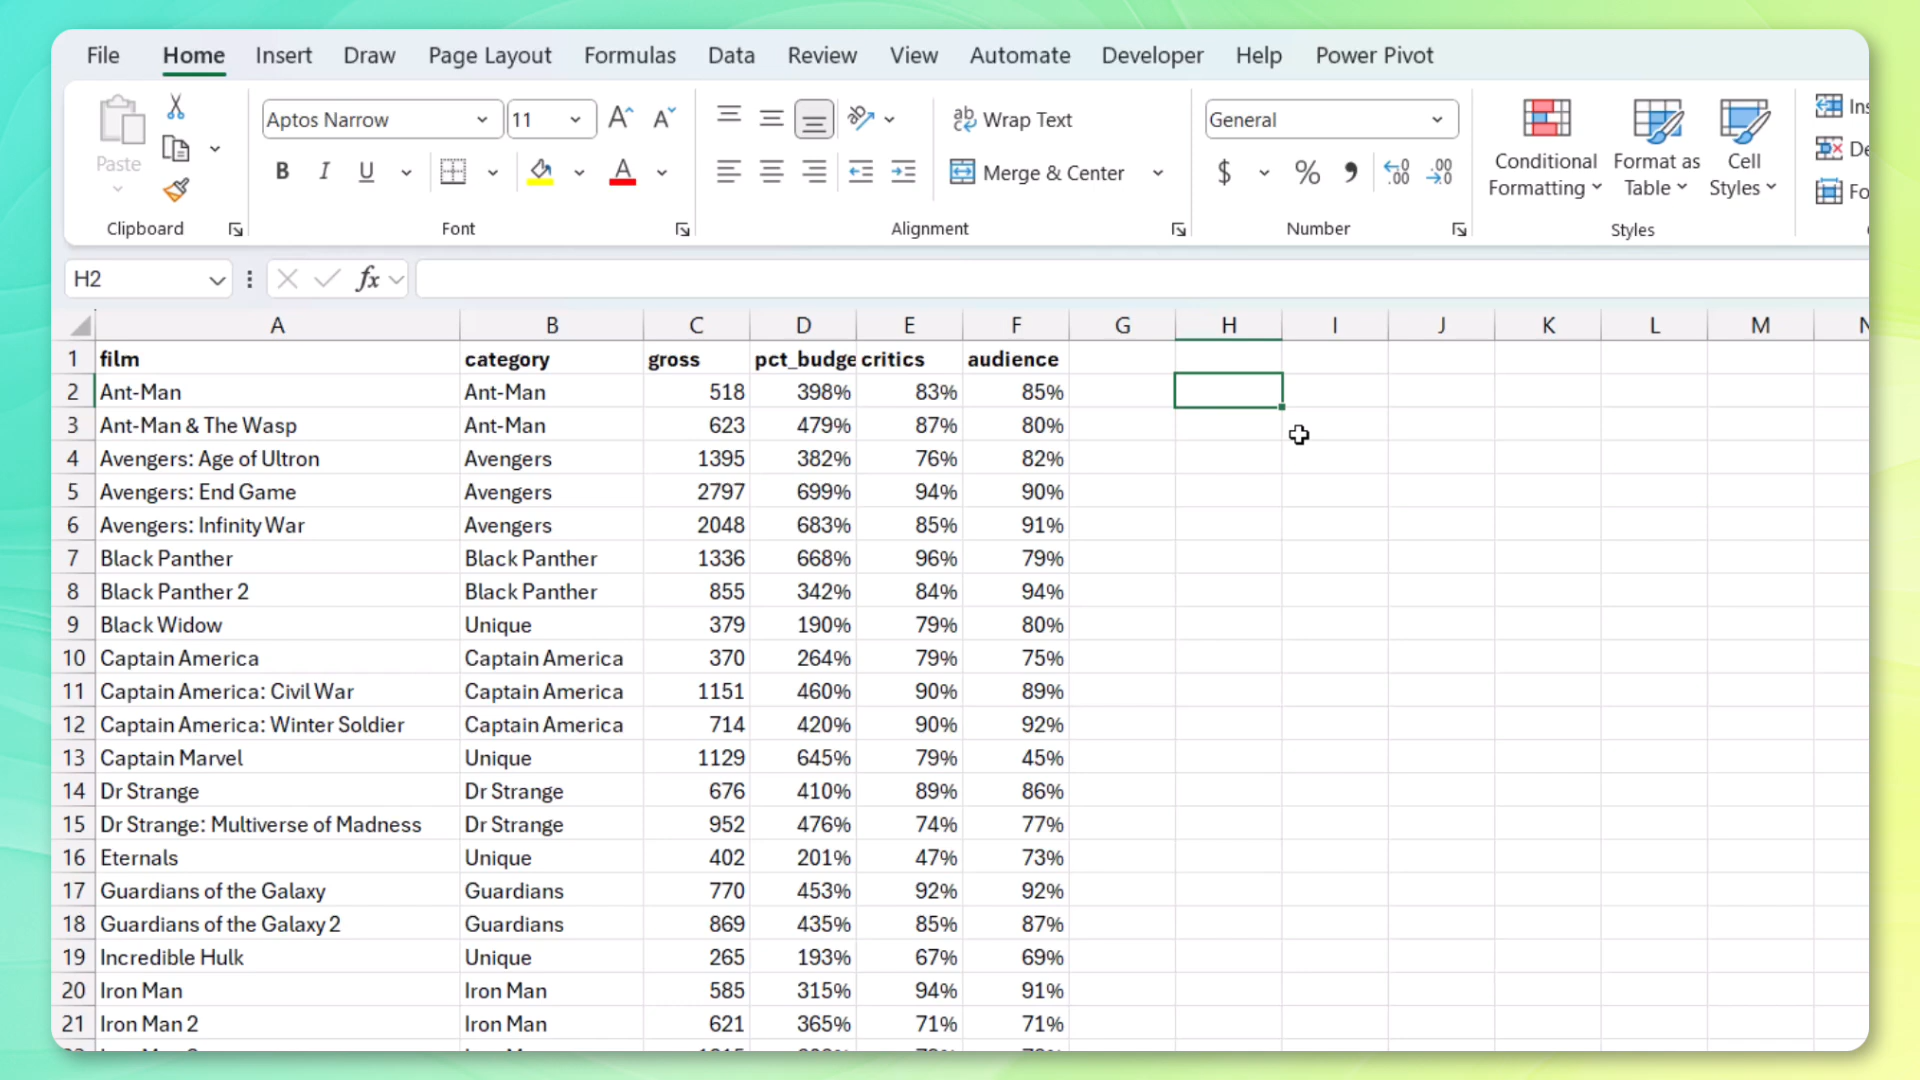 File Home Insert Draw Page Layout Formulas Data Review View Automate Developer Help Power Pivot
Paste
Clipboard
Aptos Narrow 11
B I U
Font
Wrap Text
Merge & Center
Alignment
General
$ % , .00 .00
Number
Conditional Formatting
Format as Table
Cell Styles
Styles
H2 fx
A B C D E F G H I J K L M N
1 film category gross pct_budge critics audience
2 Ant-Man Ant-Man 518 398% 83% 85%
3 Ant-Man & The Wasp Ant-Man 623 479% 87% 80%
4 Avengers: Age of Ultron Avengers 1395 382% 76% 82%
5 Avengers: End Game Avengers 2797 699% 94% 90%
6 Avengers: Infinity War Avengers 2048 683% 85% 91%
7 Black Panther Black Panther 1336 668% 96% 79%
8 Black Panther 2 Black Panther 855 342% 84% 94%
9 Black Widow Unique 379 190% 79% 80%
10 Captain America Captain America 370 264% 79% 75%
11 Captain America: Civil War Captain America 1151 460% 90% 89%
12 Captain America: Winter Soldier Captain America 714 420% 90% 92%
13 Captain Marvel Unique 1129 645% 79% 45%
14 Dr Strange Dr Strange 676 410% 89% 86%
15 Dr Strange: Multiverse of Madness Dr Strange 952 476% 74% 77%
16 Eternals Unique 402 201% 47% 73%
17 Guardians of the Galaxy Guardians 770 453% 92% 92%
18 Guardians of the Galaxy 2 Guardians 869 435% 85% 87%
19 Incredible Hulk Unique 265 193% 67% 69%
20 Iron Man Iron Man 585 315% 94% 91%
21 Iron Man 2 Iron Man 621 365% 71% 71%